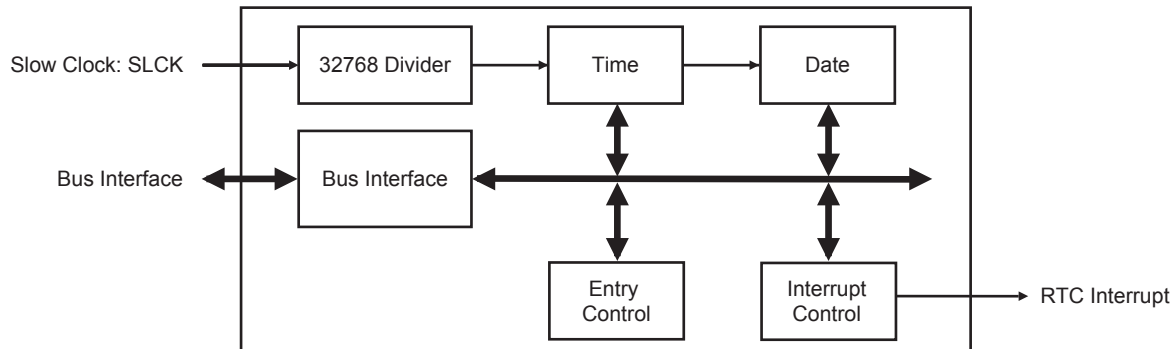 Slow Clock: SLCK
32768 Divider
Time
Date
Bus Interface
Bus Interface
Entry
Control
Interrupt
Control
RTC Interrupt